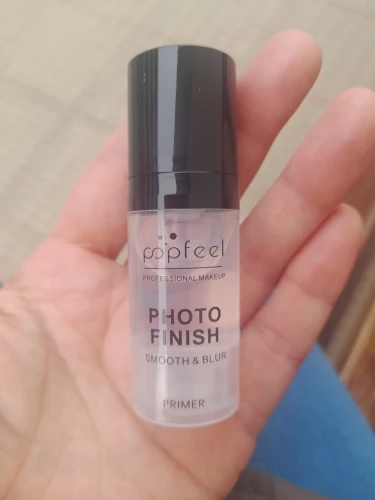 popfeel
PROFESSIONAL MAKEUP
PHOTO
FINISH
SMOOTH & BLUR
PRIMER